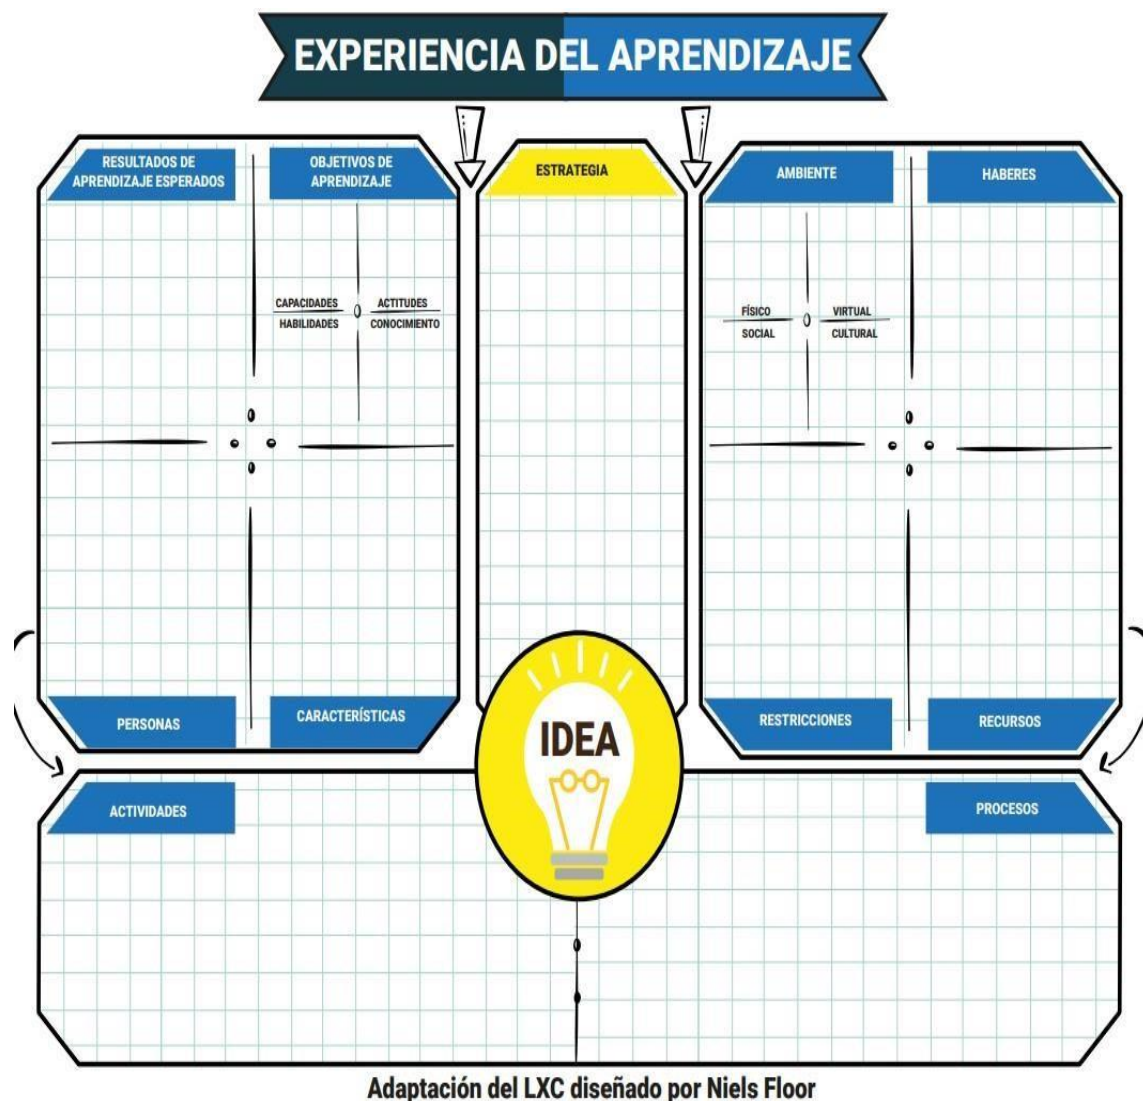 EXPERIENCIA DEL APRENDIZAJE
RESULTADOS DE
APRENDIZAJE ESPERADOS
OBJETIVOS DE
APRENDIZAJE
CAPACIDADES
ACTITUDES
HABILIDADES
CONOCIMIENTO
PERSONAS
CARACTERÍSTICAS
ESTRATEGIA
AMBIENTE
HABERES
FÍSICO
VIRTUAL
SOCIAL
CULTURAL
RESTRICCIONES
RECURSOS
IDEA
ACTIVIDADES
PROCESOS
Adaptación del LXC diseñado por Niels Floor